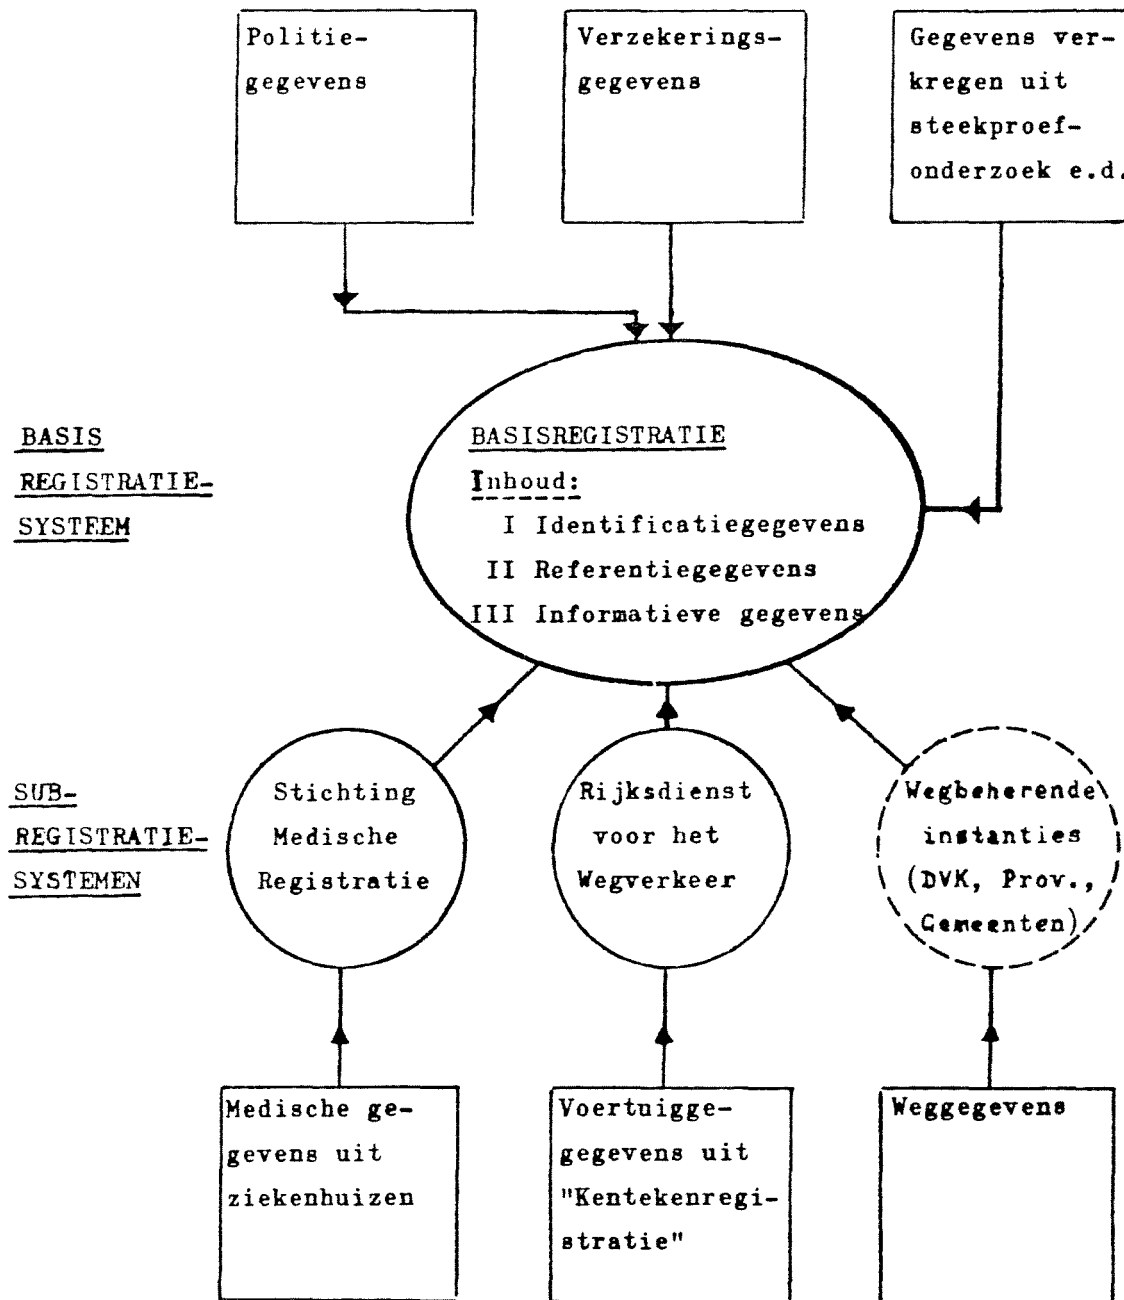 Politie-
gegevens
Verzekerings-
gegevens
Gegevens ver-
kregen uit
steekproef-
onderzoek e.d.
BASIS
REGISTRATIE-
SYSTEEM
BASISREGISTRATIE
Inhoud:
I Identificatiegegevens
II Referentiegegevens
III Informatieve gegevens
SUB-
REGISTRATIE-
SYSTEMEN
Stichting
Medische
Registratie
Rijksdienst
voor het
Wegverkeer
Wegbeherende
instanties
(DVK, Prov.,
Gemeenten)
Medische ge-
gevens uit
ziekenhuizen
Voertuigge-
gegevens uit
"Kentekenregi-
stratie"
Weggegevens